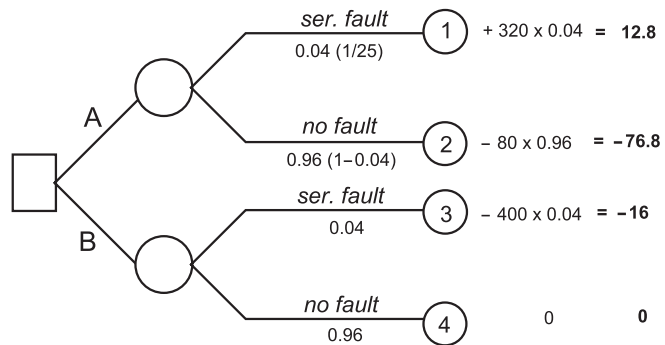 ser. fault
0.04 (1/25)
1
+ 320 x 0.04 = 12.8
A
no fault
0.96 (1–0.04)
2
– 80 x 0.96 = –76.8
ser. fault
0.04
3
– 400 x 0.04 = –16
B
no fault
0.96
4
0 0